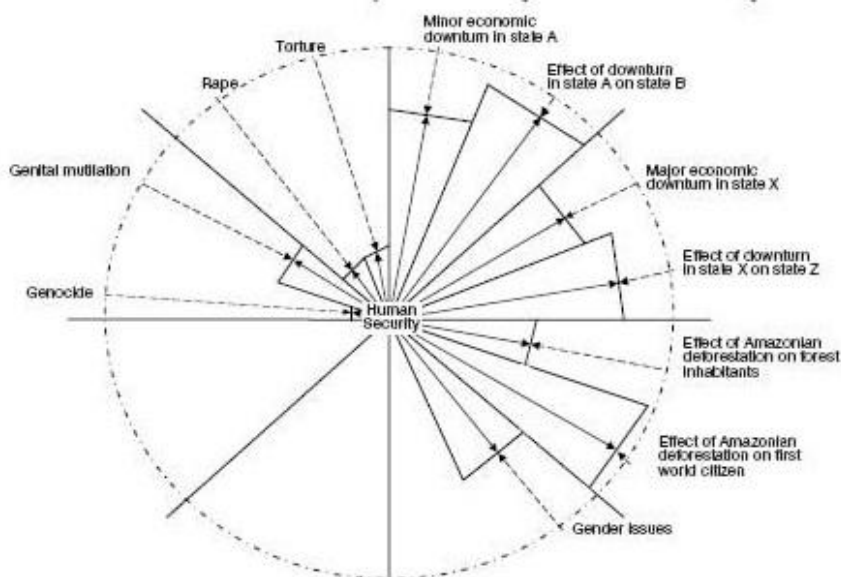 Minor economic
downturn in state A
Torture
Effect of downturn
in state A on state B
Rape
Genital mutilation
Major economic
downturn in state X
Effect of downturn
in state X on state Z
Genocide
Human
Security
Effect of Amazonian
deforestation on forest
Inhabitants
Effect of Amazonian
deforestation on first
world citizen
Gender Issues